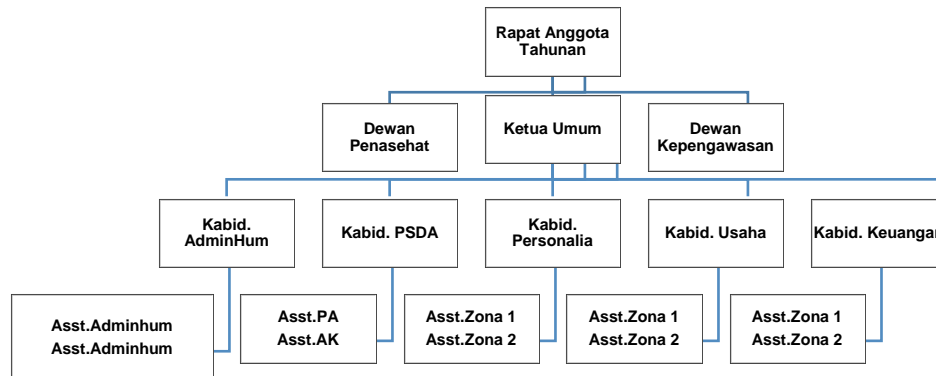 Rapat Anggota
Tahunan
Dewan
Penasehat
Ketua Umum
Dewan
Kepengawasan
Kabid.
AdminHum
Kabid. PSDA
Kabid.
Personalia
Kabid. Usaha
Kabid. Keuangan
Asst.Adminhum
Asst.Adminhum
Asst.PA
Asst.AK
Asst.Zona 1
Asst.Zona 2
Asst.Zona 1
Asst.Zona 2
Asst.Zona 1
Asst.Zona 2